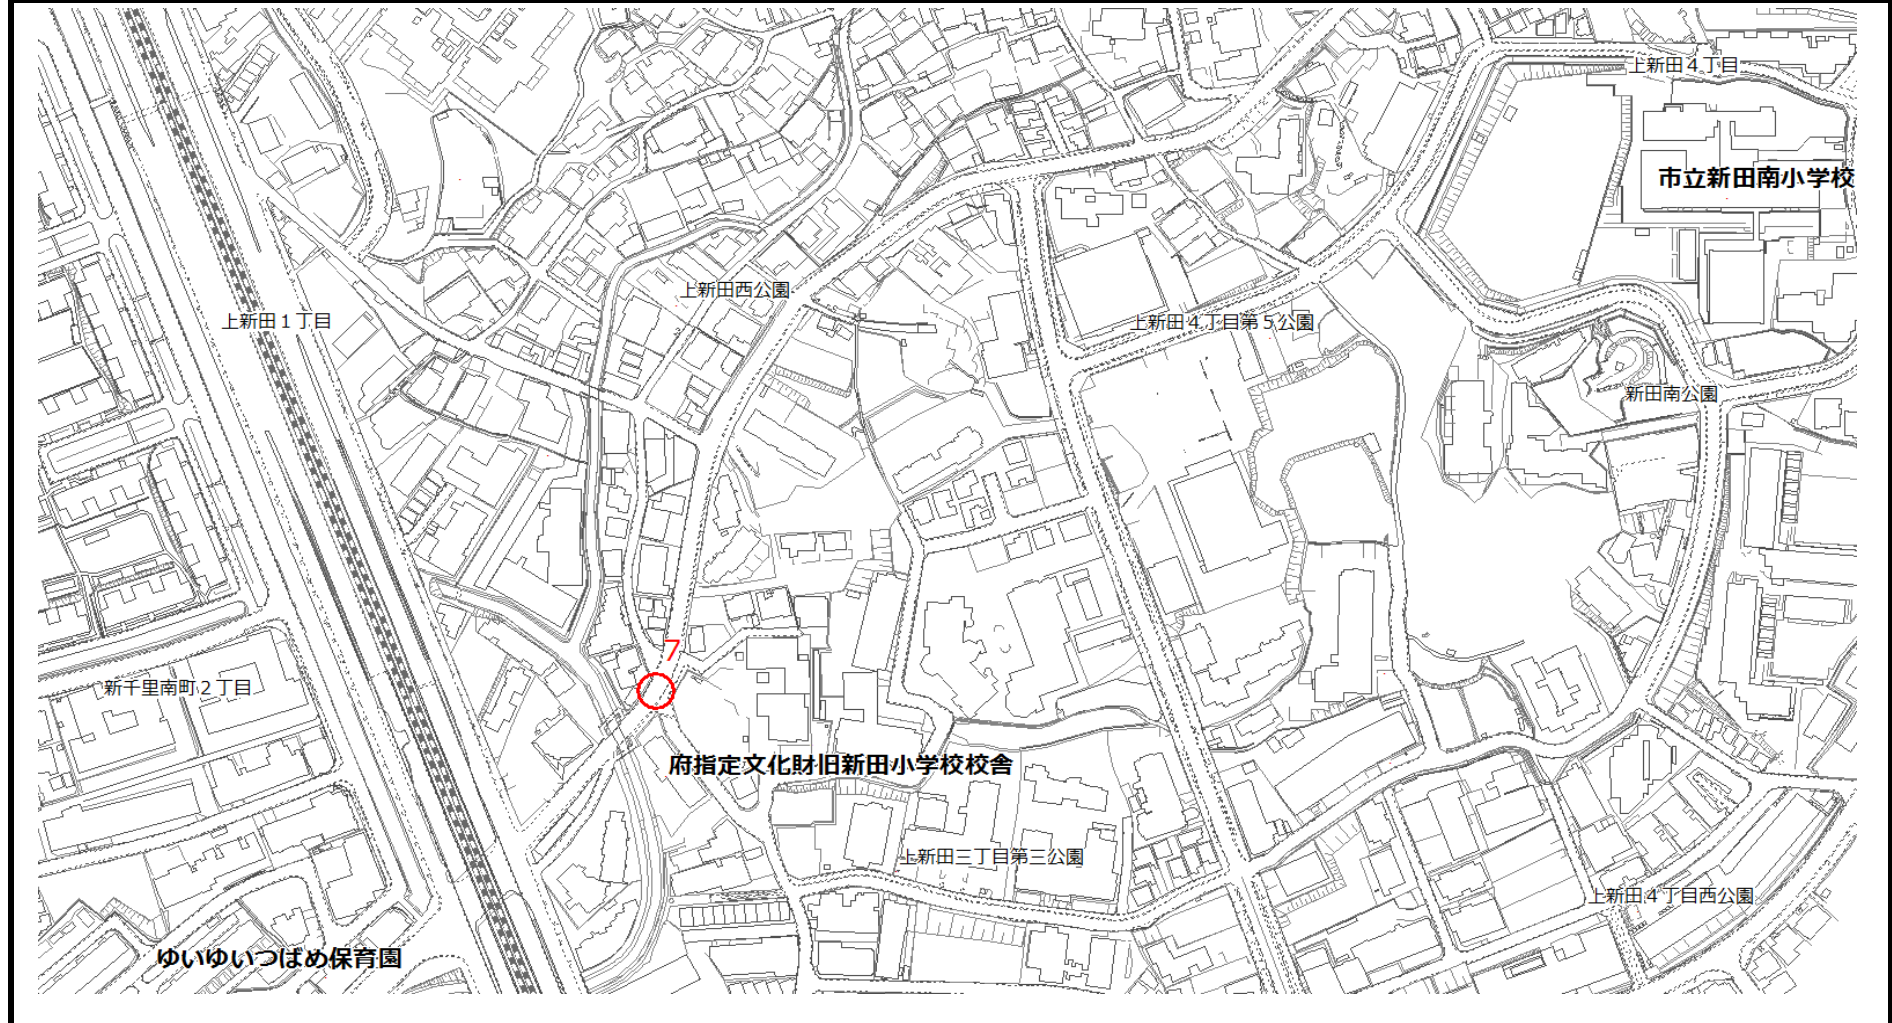 上新田4丁目
市立新田南小学校
上新田西公園
上新田1丁目
上新田4丁目第5公園
新田南公園
7
新千里南町2丁目
府指定文化財旧新田小学校校舎
上新田三丁目第三公園
上新田4丁目西公園
ゆいゆいつばめ保育園